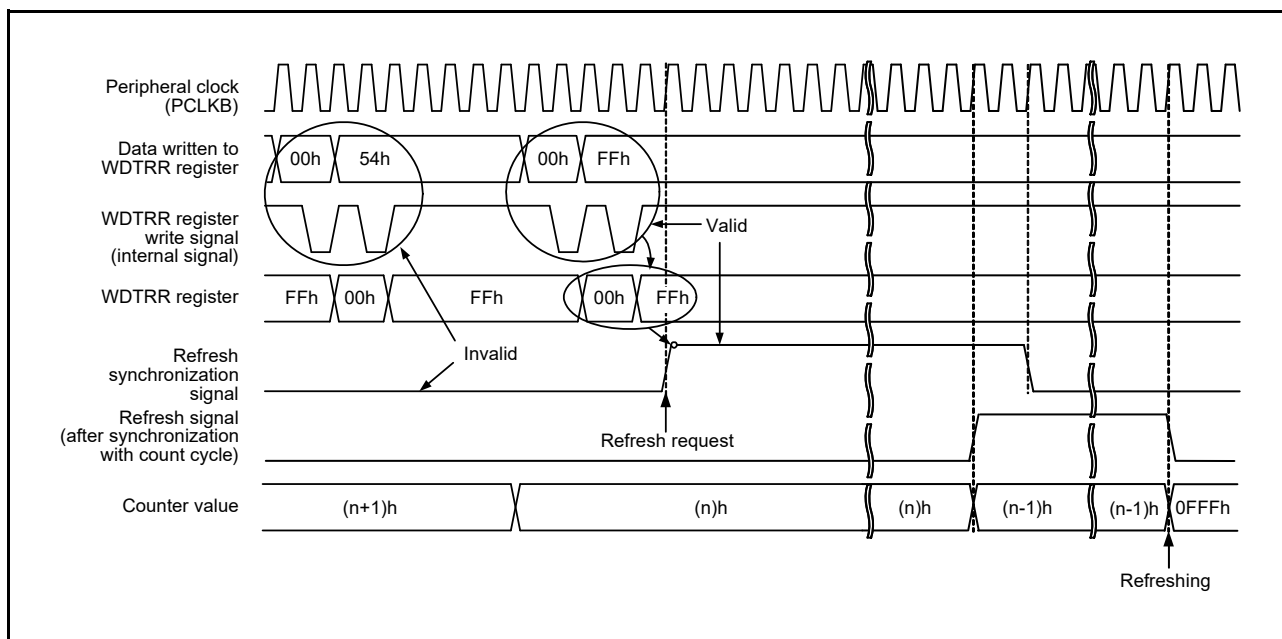 Peripheral clock
(PCLKB)
Data written to
WDTRR register
00h 54h 00h FFh
WDTRR register
write signal
(internal signal)
Valid
WDTRR register
FFh 00h FFh 00h FFh
Invalid
Refresh
synchronization
signal
Refresh request
Refresh signal
(after synchronization
with count cycle)
Counter value
(n+1)h (n)h (n)h (n-1)h (n-1)h 0FFFh
Refreshing